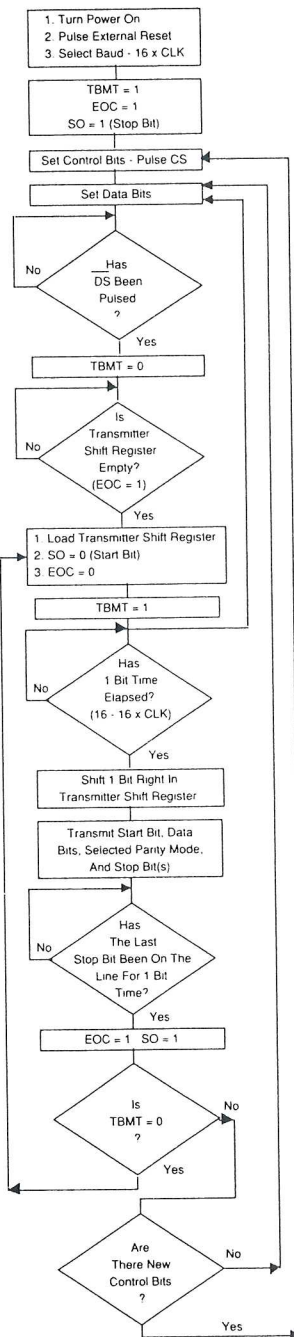 1. Turn Power On
2. Pulse External Reset
3. Select Baud - 16 x CLK
TBMT = 1
EOC = 1
SO = 1 (Stop Bit)
Set Control Bits - Pulse CS
Set Data Bits
Has
DS Been
Pulsed
?
No
Yes
TBMT = 0
Is
Transmitter
Shift Register
Empty?
(EOC = 1)
No
Yes
1. Load Transmitter Shift Register
2. SO = 0 (Start Bit)
3. EOC = 0
TBMT = 1
Has
1 Bit Time
Elapsed?
(16 - 16 x CLK)
No
Yes
Shift 1 Bit Right In
Transmitter Shift Register
Transmit Start Bit, Data
Bits, Selected Parity Mode,
And Stop Bit(s)
Has
The Last
Stop Bit Been On The
Line For 1 Bit
Time?
No
Yes
EOC = 1 SO = 1
Is
TBMT = 0
?
No
Yes
Are
There New
Control Bits
?
No
Yes